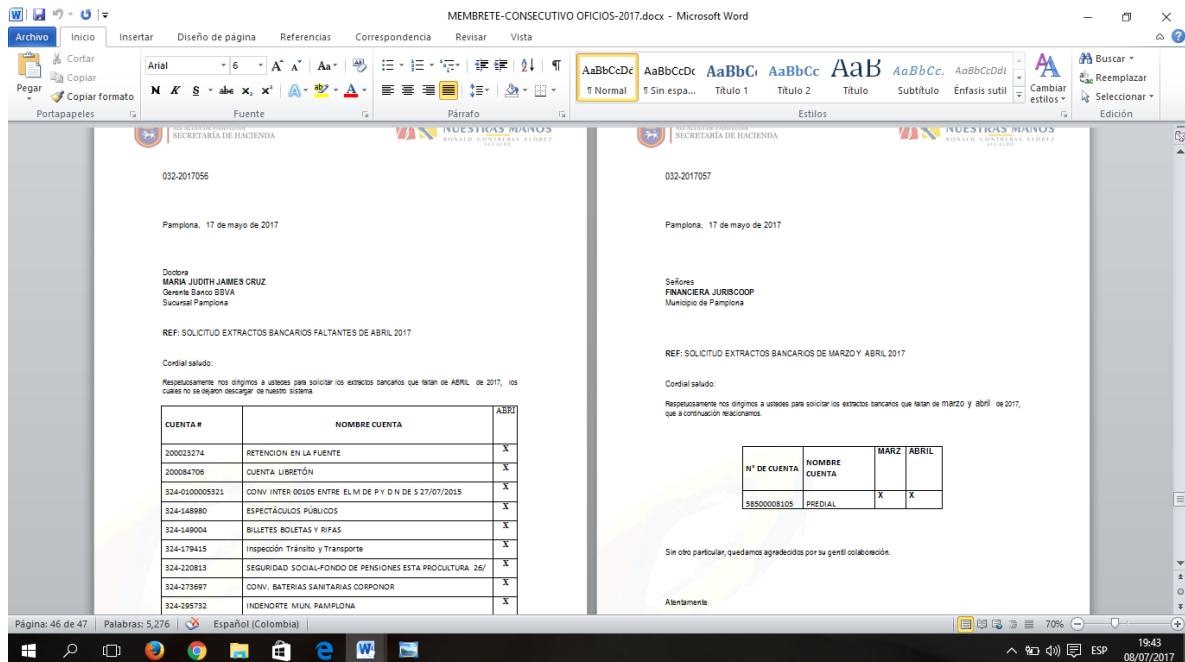 MEMBRETE-CONSECUTIVO OFICIOS-2017.docx - Microsoft Word
Archivo Inicio Insertar Diseño de página Referencias Correspondencia Revisar Vista
Pegar
Cortar
Copiar
Copiar formato
Portapapeles
Arial 6
N K S abc x, x² Aa
Fuente
Párrafo
AaBbCcDc AaBbCcDc AaBbC AaBbCc AaB AaBbCc. AaBbCcDdI
¶ Normal ¶ Sin espa... Título 1 Título 2 Título Subtítulo Énfasis sutil
Cambiar estilos
Estilos
Buscar
Reemplazar
Seleccionar
Edición
SECRETARÍA DE HACIENDA
NUESTRAS MANOS
RONALD CONTRERAS FLOREZ
ALCALDE
032-2017056
Pamplona, 17 de mayo de 2017
Doctora
MARIA JUDITH JAIMES CRUZ
Gerente Banco BBVA
Sucursal Pamplona
REF: SOLICITUD EXTRACTOS BANCARIOS FALTANTES DE ABRIL 2017
Cordial saludo:
Respetuosamente nos dirigimos a ustedes para solicitar los extractos bancarios que faltan de ABRIL de 2017, los
cuales no se dejaron descargar de nuestro sistema.
CUENTA # NOMBRE CUENTA ABRI
200023274 RETENCION EN LA FUENTE X
200084706 CUENTA LIBRETÓN X
324-0100005321 CONV INTER 00105 ENTRE EL M DE P Y D N DE S 27/07/2015 X
324-148980 ESPECTÁCULOS PÚBLICOS X
324-149004 BILLETES BOLETAS Y RIFAS X
324-179415 Inspección Tránsito y Transporte X
324-220813 SEGURIDAD SOCIAL-FONDO DE PENSIONES ESTA PROCULTURA 26/ X
324-273697 CONV. BATERIAS SANITARIAS CORPONOR X
324-295732 INDENORTE MUN. PAMPLONA X
SECRETARÍA DE HACIENDA
NUESTRAS MANOS
RONALD CONTRERAS FLOREZ
ALCALDE
032-2017057
Pamplona, 17 de mayo de 2017
Señores
FINANCIERA JURISCOOP
Municipio de Pamplona
REF: SOLICITUD EXTRACTOS BANCARIOS DE MARZO Y ABRIL 2017
Cordial saludo:
Respetuosamente nos dirigimos a ustedes para solicitar los extractos bancarios que faltan de marzo y abril de 2017,
que a continuación relacionamos.
N° DE CUENTA NOMBRE CUENTA MARZ ABRIL
58500008105 PREDIAL X X
Sin otro particular, quedamos agradecidos por su gentil colaboración.
Atentamente
Página: 46 de 47 Palabras: 5,276 Español (Colombia) 70%
ESP 19:43
08/07/2017